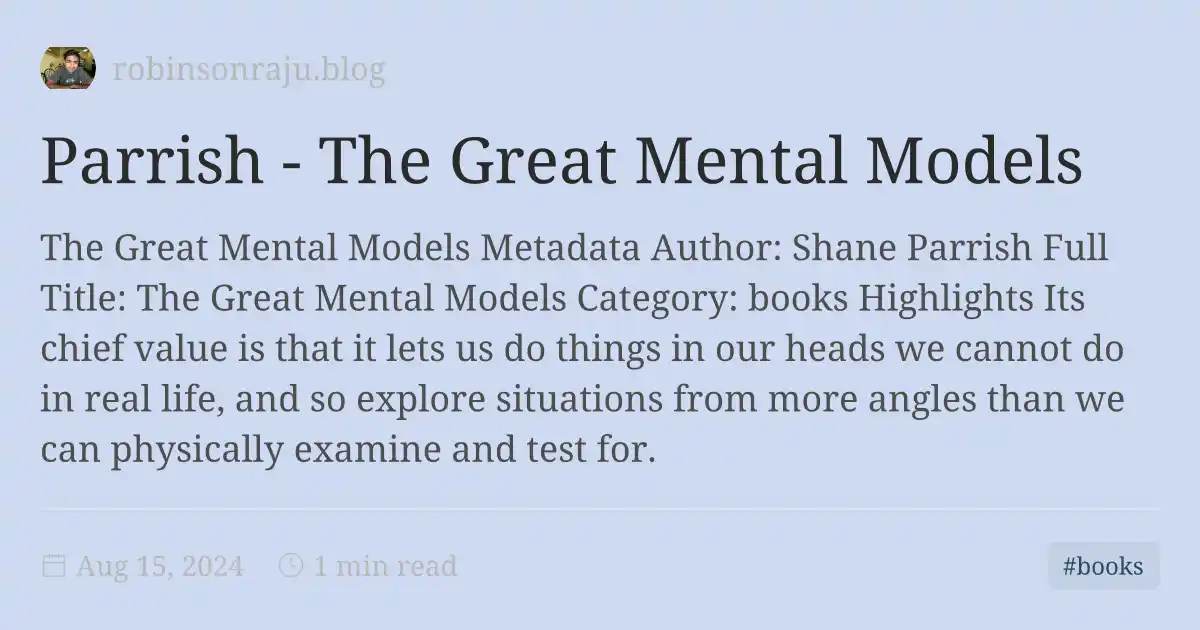 robinsonraju.blog
Parrish - The Great Mental Models
The Great Mental Models Metadata Author: Shane Parrish Full
Title: The Great Mental Models Category: books Highlights Its
chief value is that it lets us do things in our heads we cannot do
in real life, and so explore situations from more angles than we
can physically examine and test for.
Aug 15, 2024 1 min read #books